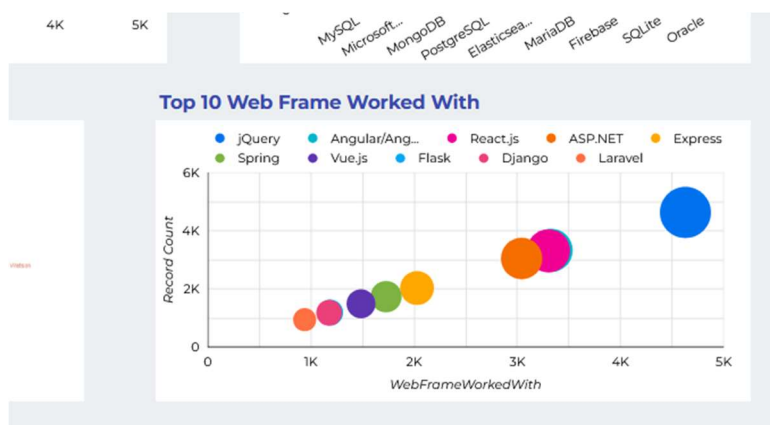 4K 5K
MySQL Microsoft... MongoDB PostgreSQL Elasticsea... MariaDB Firebase SQLite Oracle
Top 10 Web Frame Worked With
jQuery Angular/Ang... React.js ASP.NET Express
Spring Vue.js Flask Django Laravel
6K
4K
2K
0
Record Count
0 1K 2K 3K 4K 5K
WebFrameWorkedWith